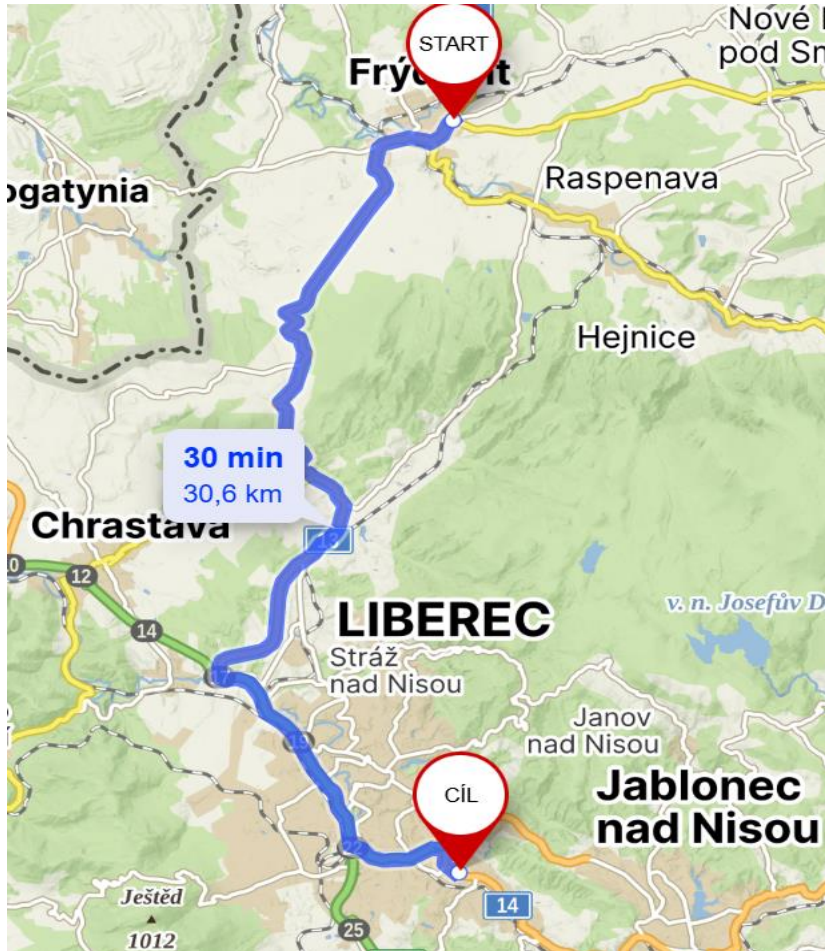 START
Nové
pod Sm
Raspenava
ogatynia
Hejnice
30 min
30,6 km
Chrastava
13
10
12
14
LIBEREC
v. n. Josefův D
Stráž
nad Nisou
17
Janov
nad Nisou
19
CÍL
Jablonec
nad Nisou
22
Ještěd
1012
14
25